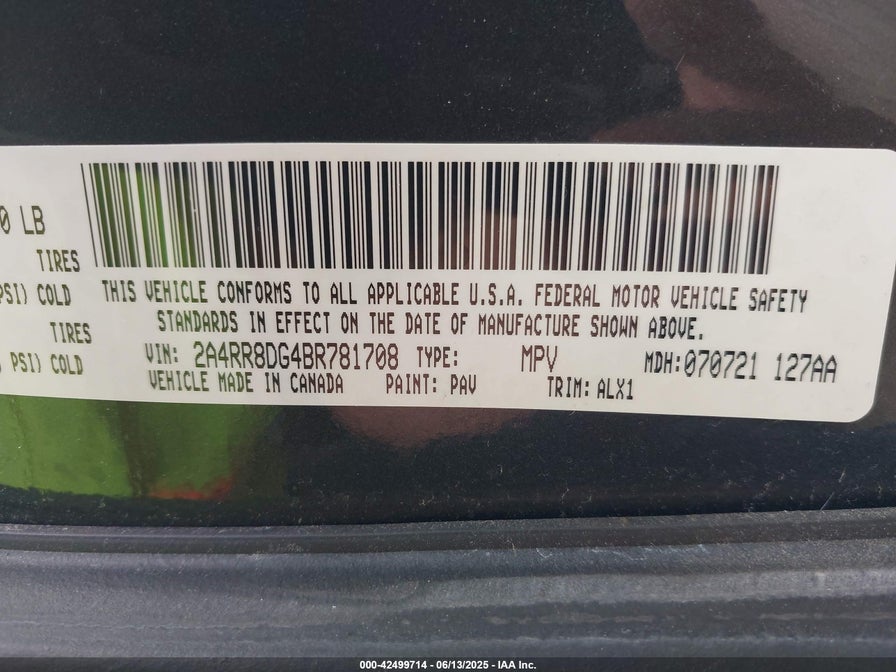 0 LB
TIRES
PSI) COLD
TIRES
, PSI) COLD
THIS VEHICLE CONFORMS TO ALL APPLICABLE U.S.A. FEDERAL MOTOR VEHICLE SAFETY
STANDARDS IN EFFECT ON THE DATE OF MANUFACTURE SHOWN ABOVE.
VIN: 2A4RR8DG4BR781708 TYPE: MPV MDH:070721 127AA
VEHICLE MADE IN CANADA PAINT: PAV TRIM: ALX1
000-42499714 - 06/13/2025 - IAA Inc.